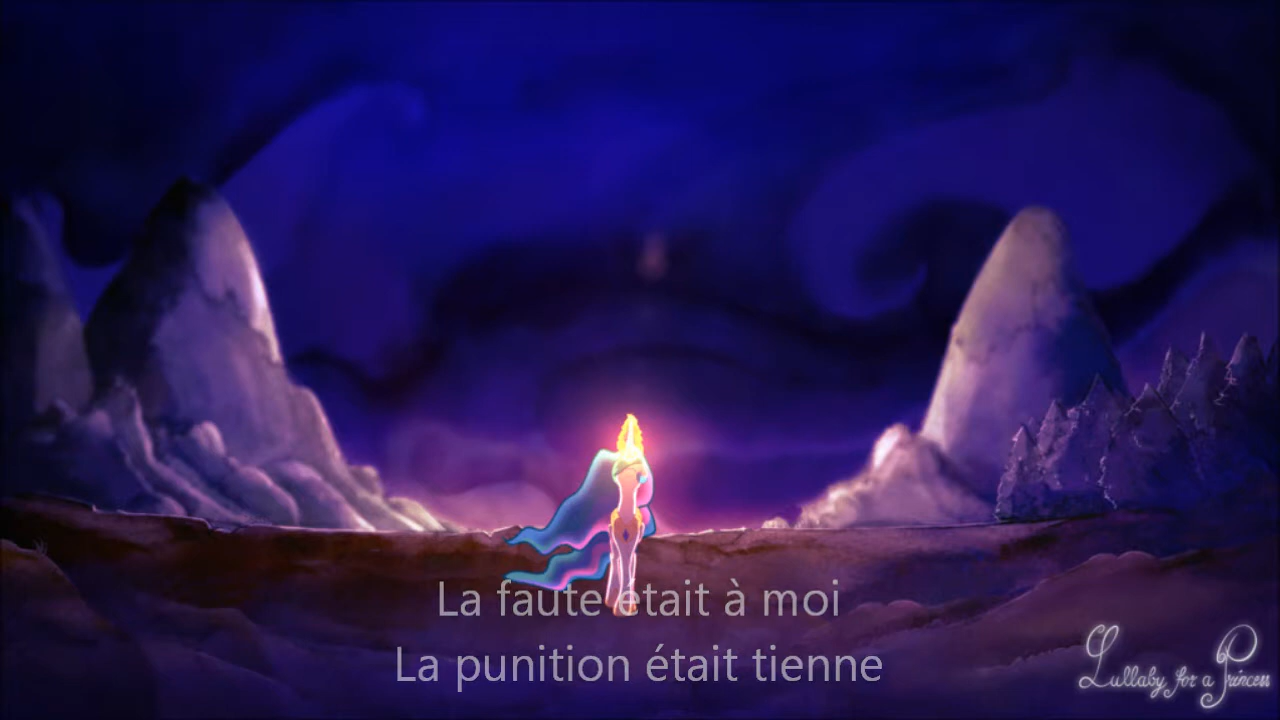 La faute était à moi
La punition était tienne
Lullaby for a Princess